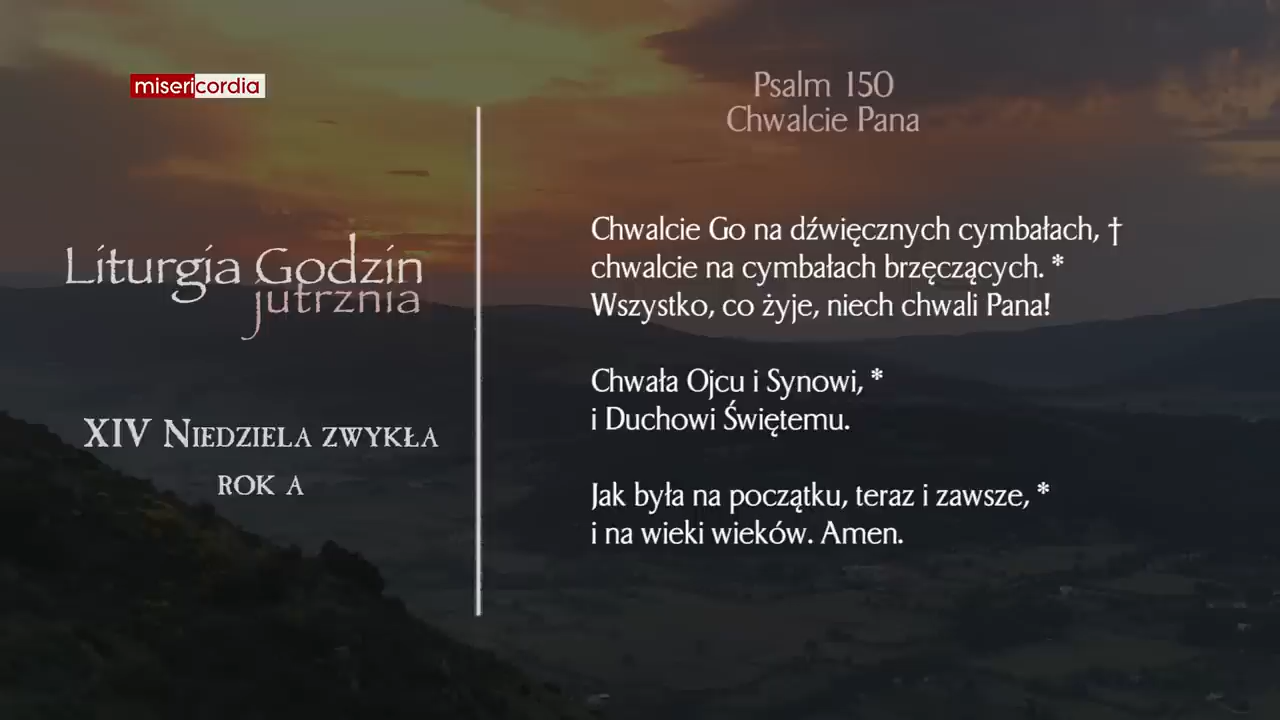 misericordia
Liturgia Godzin
jutrznia
XIV Niedziela zwykła
rok A
Psalm 150
Chwalcie Pana
Chwalcie Go na dźwięcznych cymbałach, †
chwalcie na cymbałach brzęczących. *
Wszystko, co żyje, niech chwali Pana!
Chwała Ojcu i Synowi, *
i Duchowi Świętemu.
Jak była na początku, teraz i zawsze, *
i na wieki wieków. Amen.